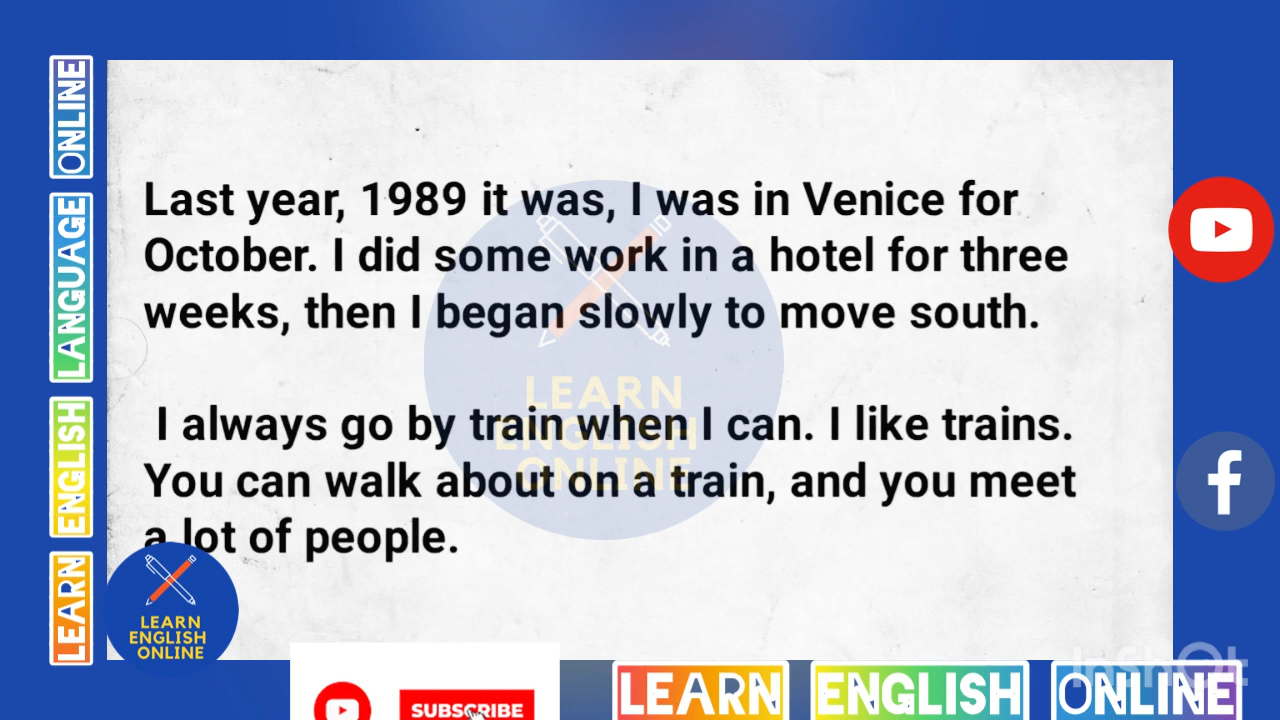 Last year, 1989 it was, I was in Venice for
October. I did some work in a hotel for three
weeks, then I began slowly to move south.
I always go by train when I can. I like trains.
You can walk about on a train, and you meet
a lot of people.
LEARN ENGLISH LANGUAGE ONLINE
LEARN
ENGLISH
ONLINE
LEARN
ENGLISH
ONLINE
SUBSCRIBE
LEARN ENGLISH ONLINE
InShOt